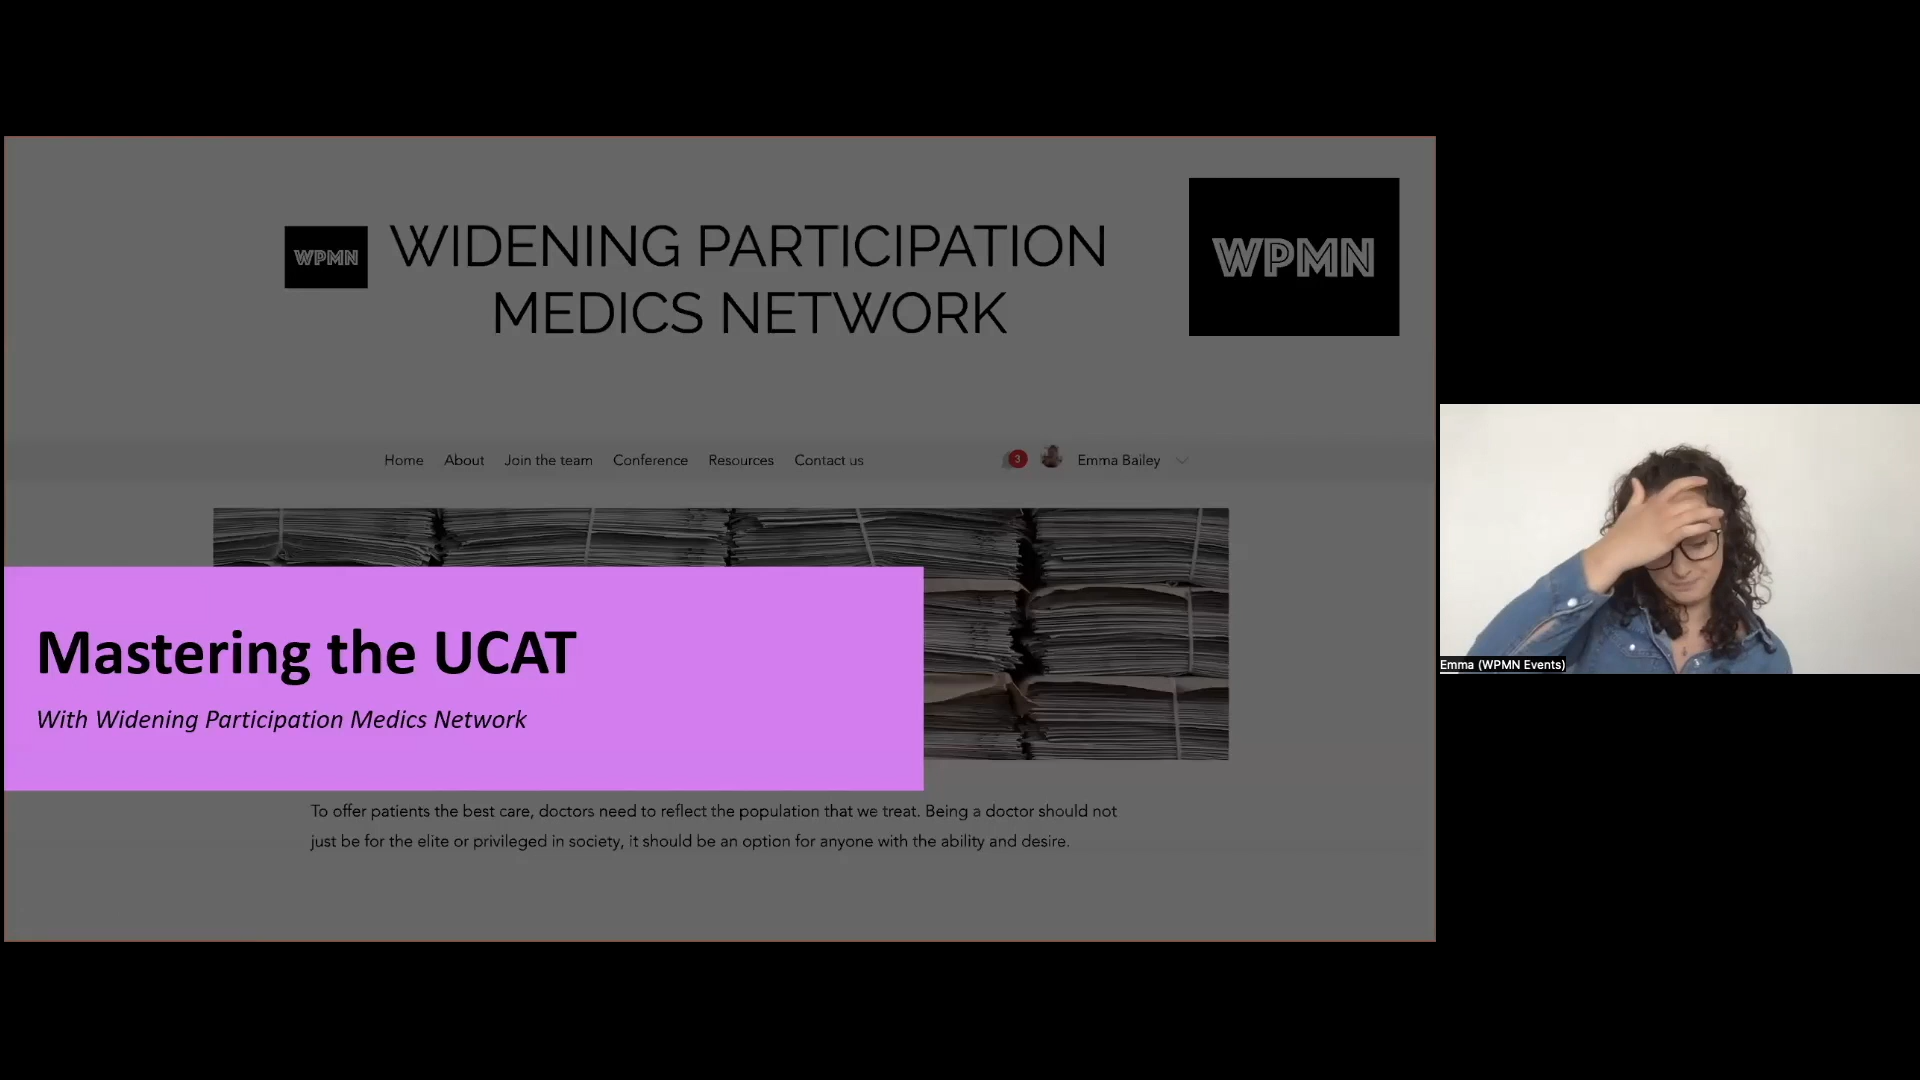 WPMN
WIDENING PARTICIPATION
MEDICS NETWORK
WPMN
Home About Join the team Conference Resources Contact us 3 Emma Bailey
Mastering the UCAT
With Widening Participation Medics Network
Emma (WPMN Events)
To offer patients the best care, doctors need to reflect the population that we treat. Being a doctor should not
just be for the elite or privileged in society, it should be an option for anyone with the ability and desire.